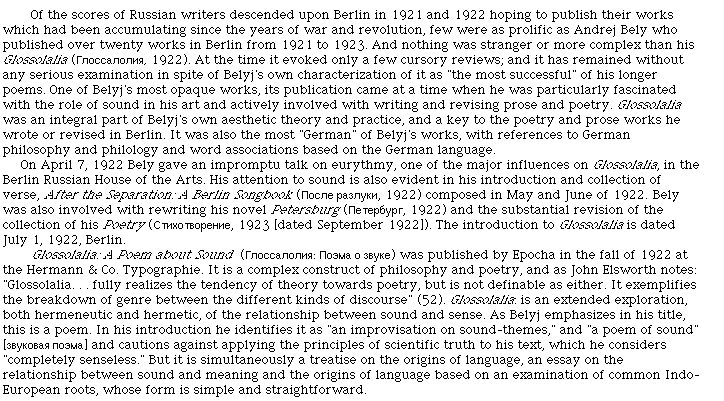 Of the scores of Russian writers descended upon Berlin in 1921 and 1922 hoping to publish their works
which had been accumulating since the years of war and revolution, few were as prolific as Andrej Bely who
published over twenty works in Berlin from 1921 to 1923. And nothing was stranger or more complex than his
Glossolalia (Глоссалолия, 1922). At the time it evoked only a few cursory reviews; and it has remained without
any serious examination in spite of Belyj's own characterization of it as "the most successful" of his longer
poems. One of Belyj's most opaque works, its publication came at a time when he was particularly fascinated
with the role of sound in his art and actively involved with writing and revising prose and poetry. Glossolalia
was an integral part of Belyj's own aesthetic theory and practice, and a key to the poetry and prose works he
wrote or revised in Berlin. It was also the most "German" of Belyj's works, with references to German
philosophy and philology and word associations based on the German language.
On April 7, 1922 Bely gave an impromptu talk on eurythmy, one of the major influences on Glossolalia, in the
Berlin Russian House of the Arts. His attention to sound is also evident in his introduction and collection of
verse, After the Separation: A Berlin Songbook (После разлуки, 1922) composed in May and June of 1922. Bely
was also involved with rewriting his novel Petersburg (Петербург, 1922) and the substantial revision of the
collection of his Poetry (Стихотворение, 1923 [dated September 1922]). The introduction to Glossolalia is dated
July 1, 1922, Berlin.
Glossolalia: A Poem about Sound (Глоссалолия: Поэма о звуке) was published by Epocha in the fall of 1922 at
the Hermann & Co. Typographie. It is a complex construct of philosophy and poetry, and as John Elsworth notes:
"Glossolalia. . . fully realizes the tendency of theory towards poetry, but is not definable as either. It exemplifies
the breakdown of genre between the different kinds of discourse" (52). Glossolalia: is an extended exploration,
both hermeneutic and hermetic, of the relationship between sound and sense. As Belyj emphasizes in his title,
this is a poem. In his introduction he identifies it as "an improvisation on sound-themes," and "a poem of sound"
[звуковая поэма] and cautions against applying the principles of scientific truth to his text, which he considers
"completely senseless." But it is simultaneously a treatise on the origins of language, an essay on the
relationship between sound and meaning and the origins of language based on an examination of common Indo-
European roots, whose form is simple and straightforward.